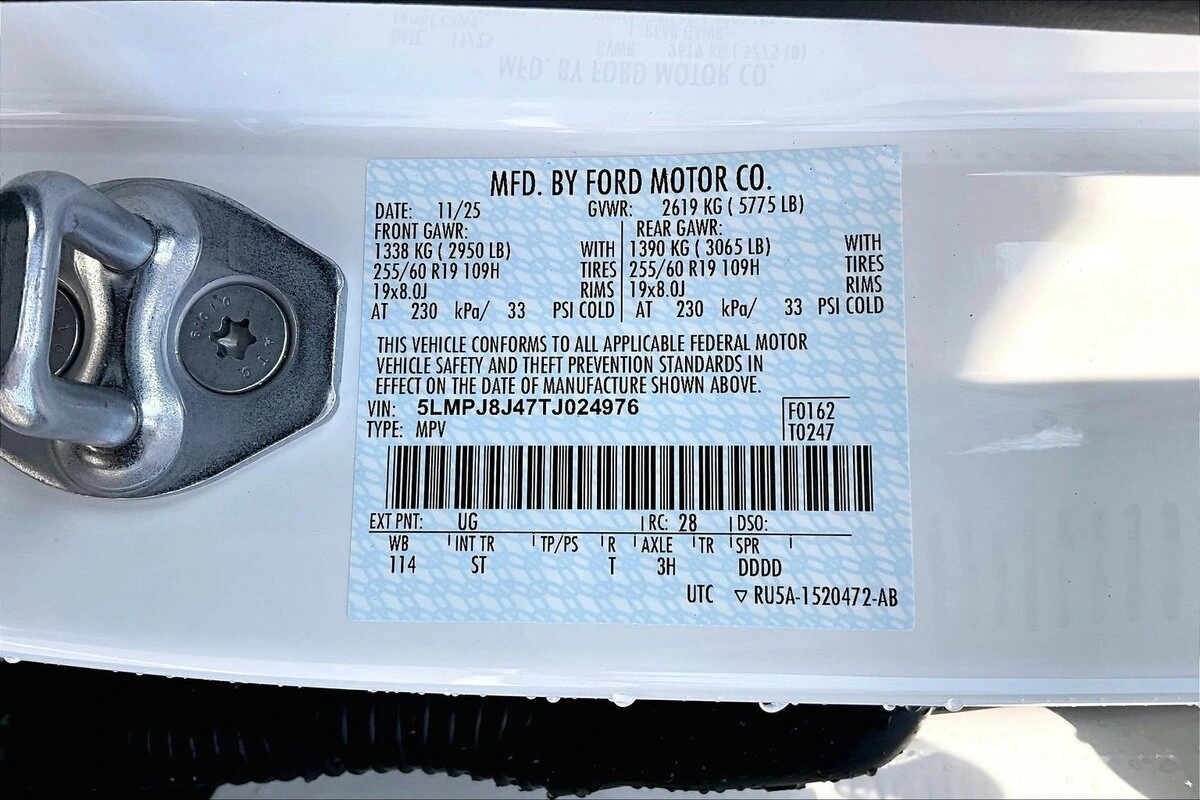 MFD. BY FORD MOTOR CO.
DATE: 11/25 GVWR: 2619 KG ( 5775 LB)
FRONT GAWR: REAR GAWR:
1338 KG ( 2950 LB) WITH 1390 KG ( 3065 LB) WITH
255/60 R19 109H TIRES 255/60 R19 109H TIRES
19x8.0J RIMS 19x8.0J RIMS
AT 230 kPa/ 33 PSI COLD AT 230 kPa/ 33 PSI COLD
THIS VEHICLE CONFORMS TO ALL APPLICABLE FEDERAL MOTOR
VEHICLE SAFETY AND THEFT PREVENTION STANDARDS IN
EFFECT ON THE DATE OF MANUFACTURE SHOWN ABOVE.
VIN: 5LMPJ8J47TJ024976 F0162
TYPE: MPV T0247
EXT PNT: UG RC: 28 DSO:
WB INT TR TP/PS R AXLE TR SPR
114 ST T 3H DDDD
UTC ▽ RU5A-1520472-AB